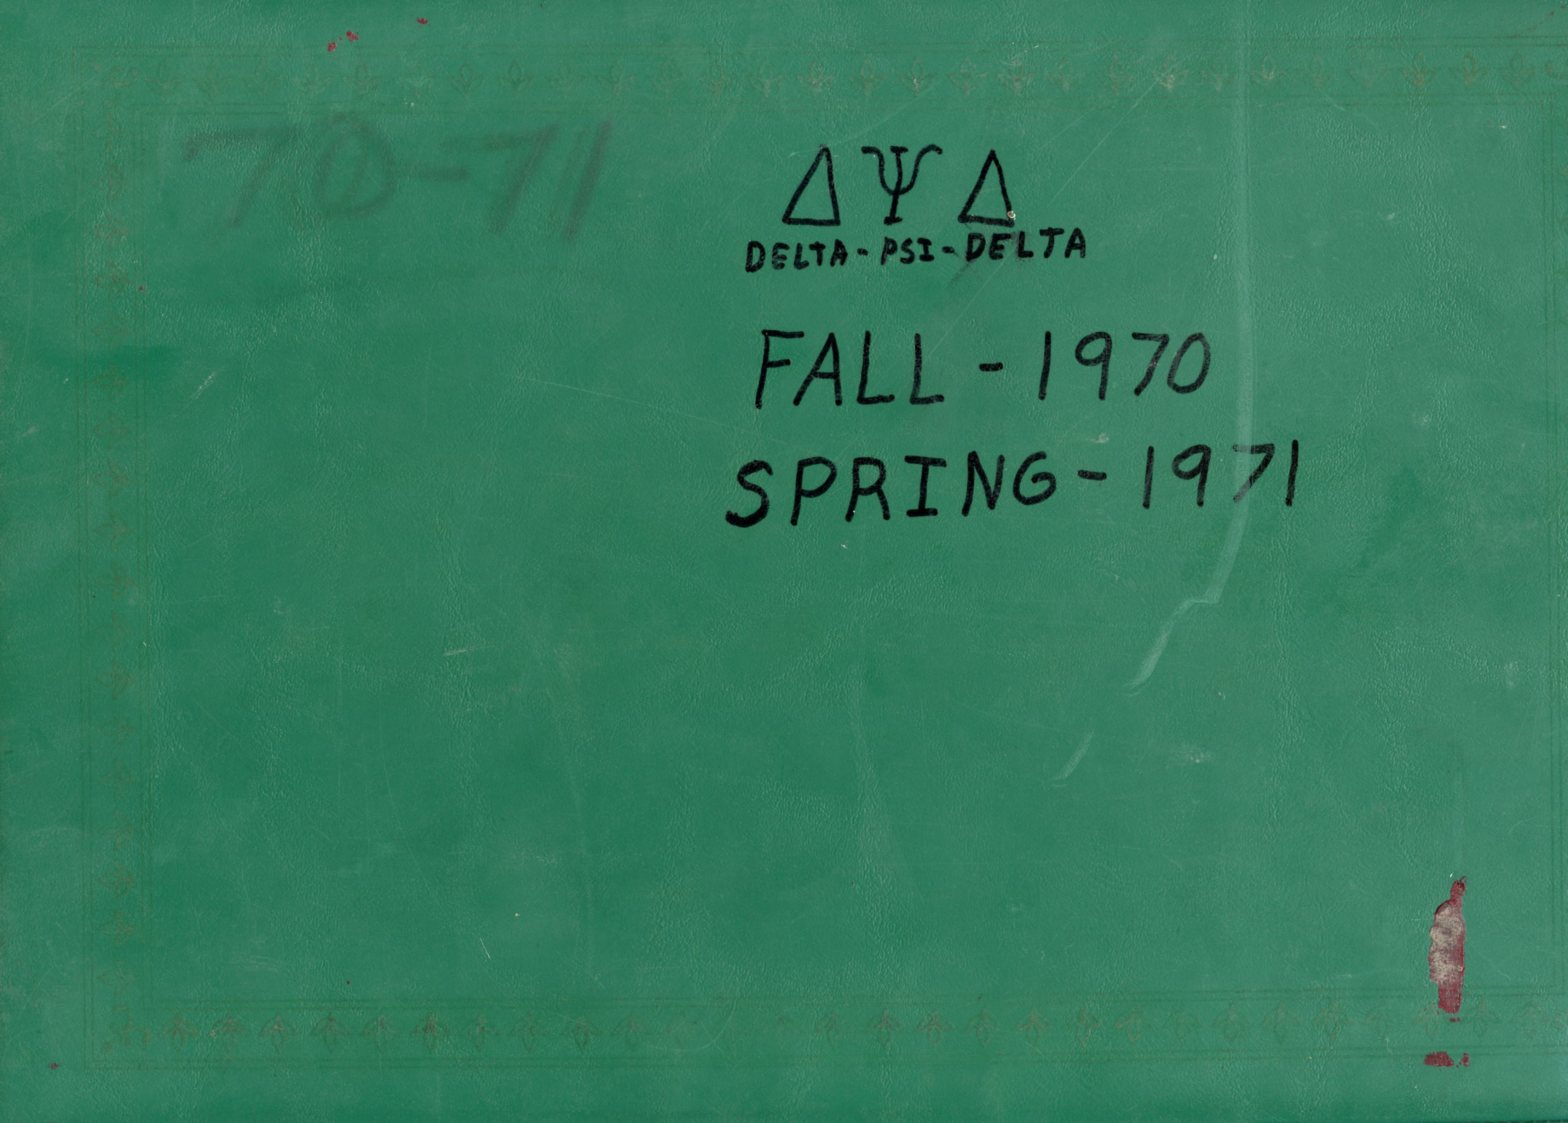 70-71
ΔΨΔ
DELTA-PSI-DELTA
FALL-1970
SPRING-1971